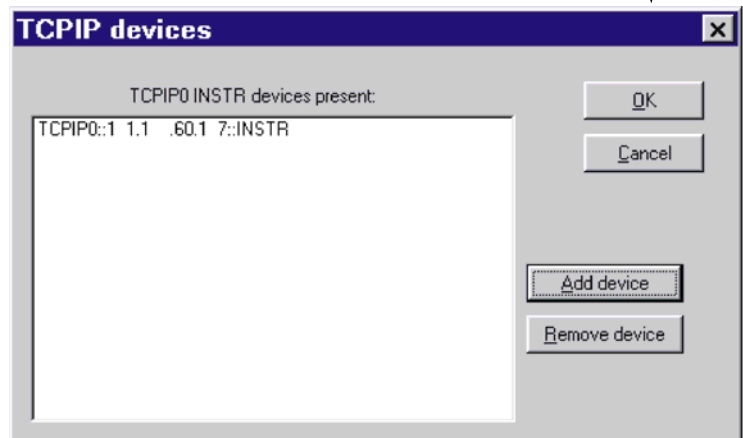 TCPIP devices
TCPIP0 INSTR devices present:
TCPIP0::1 1.1 .60.1 7::INSTR
OK
Cancel
Add device
Remove device